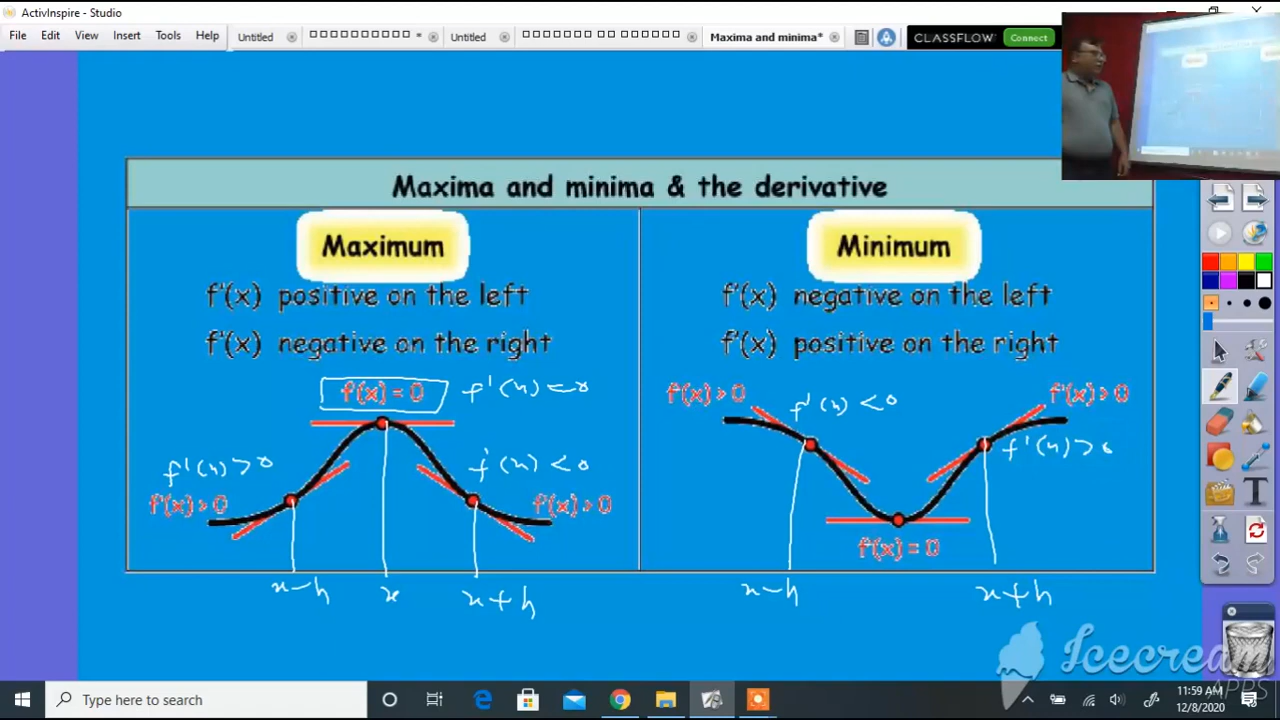 ActivInspire - Studio
File Edit View Insert Tools Help Untitled Untitled Maxima and minima* CLASSFLOW Connect
Maxima and minima & the derivative
Maximum
Minimum
f'(x) positive on the left
f'(x) negative on the right
f'(x) negative on the left
f'(x) positive on the right
f'(x) = 0 f'(x) = 0
f'(x) > 0 f'(x) < 0
f'(x) > 0 f'(x) > 0
x-h x x+h
f'(x) > 0 f'(x) < 0 f'(x) > 0
f'(x) > 0
f'(x) = 0
x-h x+h
Icecream
APPS
Type here to search
11:59 AM
12/8/2020